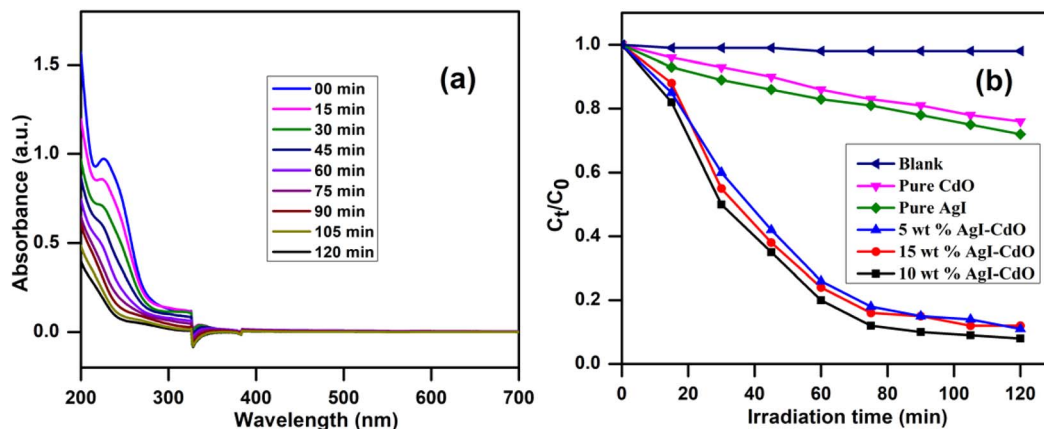 (a)
Absorbance (a.u.)
1.5
1.0
0.5
0.0
00 min
15 min
30 min
45 min
60 min
75 min
90 min
105 min
120 min
200 300 400 500 600 700
Wavelength (nm)
(b)
Ct/C0
1.0
0.8
0.6
0.4
0.2
0.0
Blank
Pure CdO
Pure AgI
5 wt % AgI-CdO
15 wt % AgI-CdO
10 wt % AgI-CdO
0 20 40 60 80 100 120
Irradiation time (min)